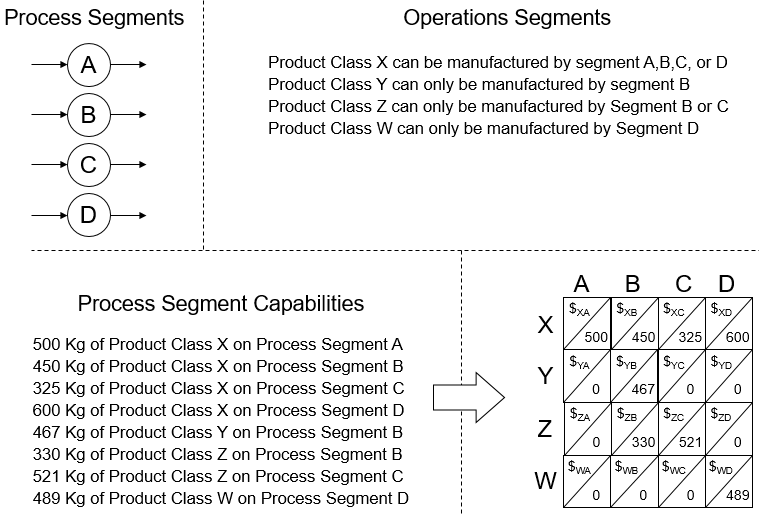 Process Segments
A
B
C
D
Operations Segments
Product Class X can be manufactured by segment A,B,C, or D
Product Class Y can only be manufactured by segment B
Product Class Z can only be manufactured by Segment B or C
Product Class W can only be manufactured by Segment D
Process Segment Capabilities
500 Kg of Product Class X on Process Segment A
450 Kg of Product Class X on Process Segment B
325 Kg of Product Class X on Process Segment C
600 Kg of Product Class X on Process Segment D
467 Kg of Product Class Y on Process Segment B
330 Kg of Product Class Z on Process Segment B
521 Kg of Product Class Z on Process Segment C
489 Kg of Product Class W on Process Segment D
A B C D
X $XA 500 $XB 450 $XC 325 $XD 600
Y $YA 0 $YB 467 $YC 0 $YD 0
Z $ZA 0 $ZB 330 $ZC 521 $ZD 0
W $WA 0 $WB 0 $WC 0 $WD 489